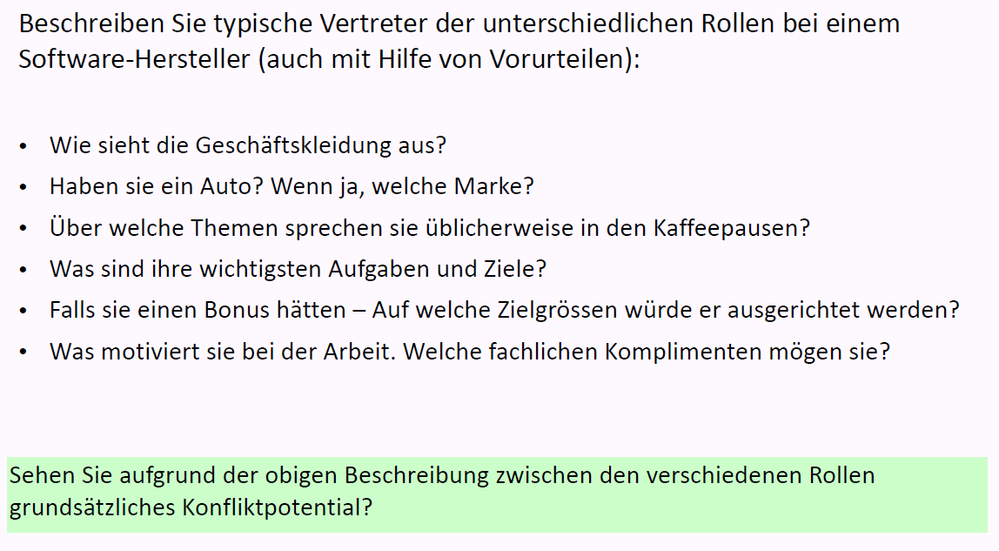 Beschreiben Sie typische Vertreter der unterschiedlichen Rollen bei einem
Software-Hersteller (auch mit Hilfe von Vorurteilen):
• Wie sieht die Geschäftskleidung aus?
• Haben sie ein Auto? Wenn ja, welche Marke?
• Über welche Themen sprechen sie üblicherweise in den Kaffeepausen?
• Was sind ihre wichtigsten Aufgaben und Ziele?
• Falls sie einen Bonus hätten – Auf welche Zielgrössen würde er ausgerichtet werden?
• Was motiviert sie bei der Arbeit. Welche fachlichen Komplimenten mögen sie?
Sehen Sie aufgrund der obigen Beschreibung zwischen den verschiedenen Rollen
grundsätzliches Konfliktpotential?